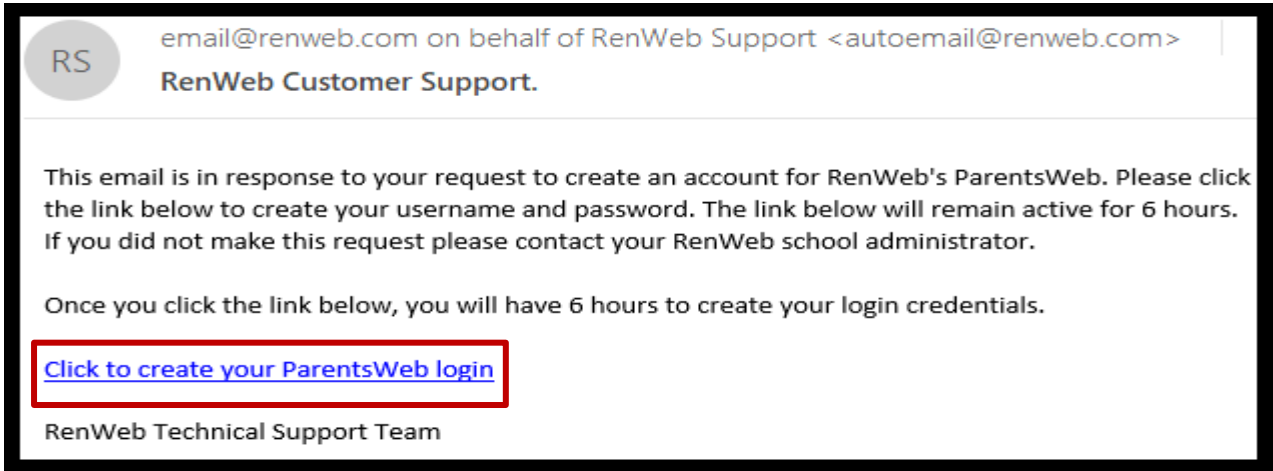 RS
email@renweb.com on behalf of RenWeb Support <autoemail@renweb.com>
RenWeb Customer Support.
This email is in response to your request to create an account for RenWeb's ParentsWeb. Please click
the link below to create your username and password. The link below will remain active for 6 hours.
If you did not make this request please contact your RenWeb school administrator.
Once you click the link below, you will have 6 hours to create your login credentials.
Click to create your ParentsWeb login
RenWeb Technical Support Team